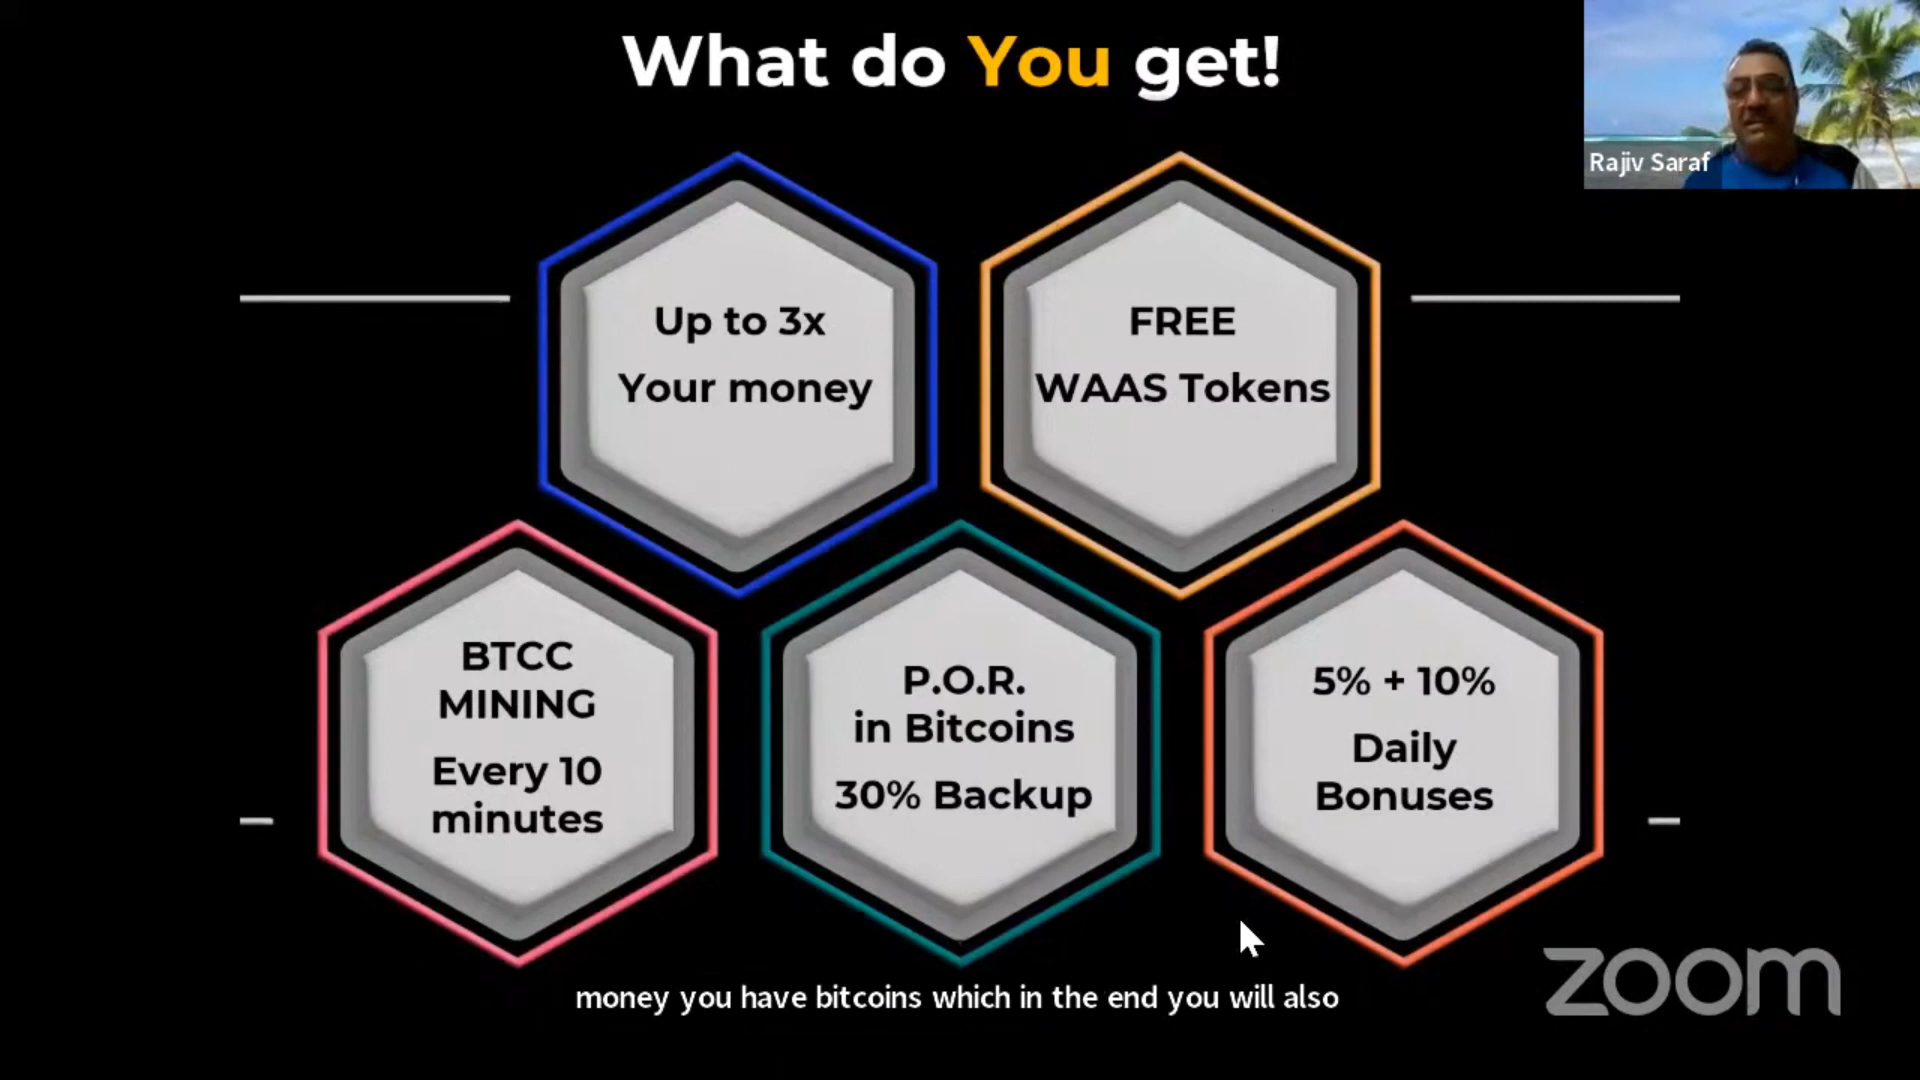 What do You get!
Rajiv Saraf
Up to 3x
Your money
FREE
WAAS Tokens
BTCC
MINING
Every 10
minutes
P.O.R.
in Bitcoins
30% Backup
5% + 10%
Daily
Bonuses
money you have bitcoins which in the end you will also
zoom